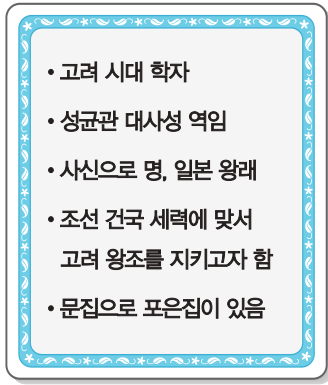 • 고려 시대 학자
• 성균관 대사성 역임
• 사신으로 명, 일본 왕래
• 조선 건국 세력에 맞서
고려 왕조를 지키고자 함
• 문집으로 포은집이 있음